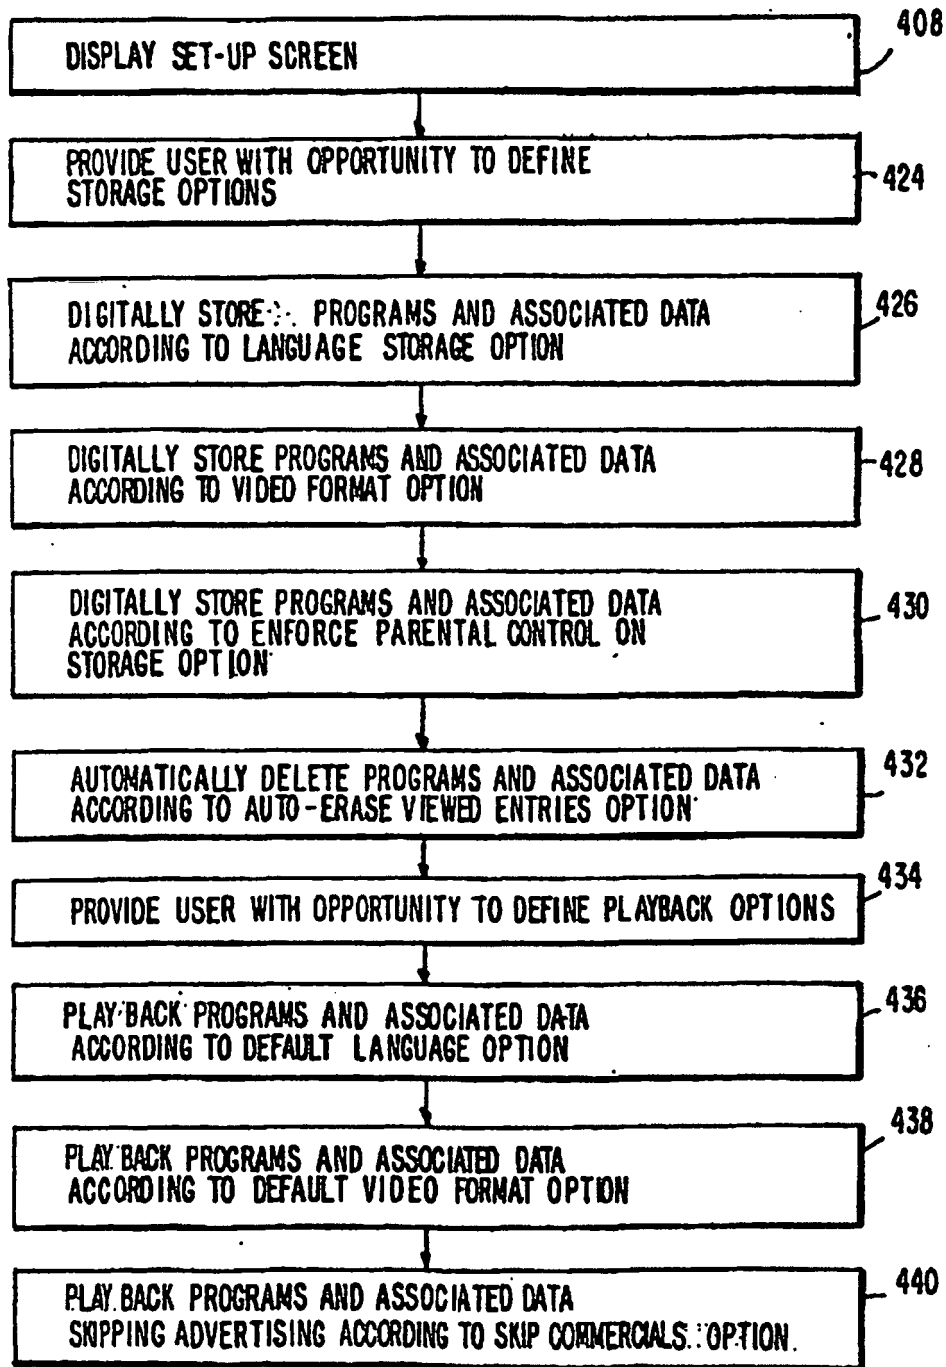 408
DISPLAY SET-UP SCREEN
PROVIDE USER WITH OPPORTUNITY TO DEFINE
STORAGE OPTIONS
424
DIGITALLY STORE PROGRAMS AND ASSOCIATED DATA
ACCORDING TO LANGUAGE STORAGE OPTION
426
DIGITALLY STORE PROGRAMS AND ASSOCIATED DATA
ACCORDING TO VIDEO FORMAT OPTION
428
DIGITALLY STORE PROGRAMS AND ASSOCIATED DATA
ACCORDING TO ENFORCE PARENTAL CONTROL ON
STORAGE OPTION
430
AUTOMATICALLY DELETE PROGRAMS AND ASSOCIATED DATA
ACCORDING TO AUTO-ERASE VIEWED ENTRIES OPTION
432
PROVIDE USER WITH OPPORTUNITY TO DEFINE PLAYBACK OPTIONS
434
PLAY BACK PROGRAMS AND ASSOCIATED DATA
ACCORDING TO DEFAULT LANGUAGE OPTION
436
PLAY BACK PROGRAMS AND ASSOCIATED DATA
ACCORDING TO DEFAULT VIDEO FORMAT OPTION
438
PLAY BACK PROGRAMS AND ASSOCIATED DATA
SKIPPING ADVERTISING ACCORDING TO SKIP COMMERCIALS OPTION.
440